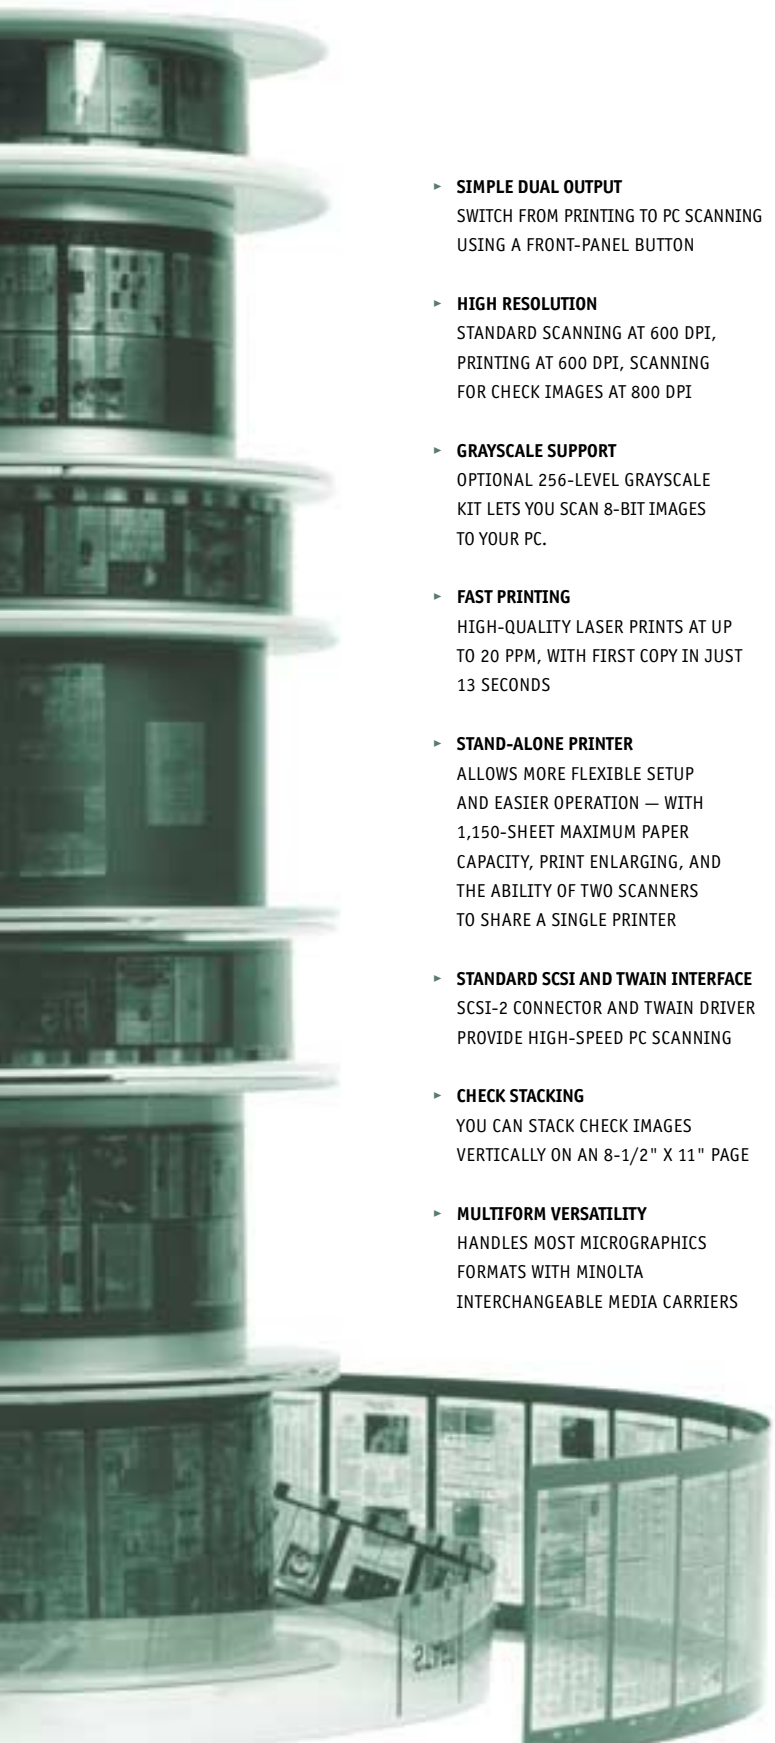 ► SIMPLE DUAL OUTPUT
SWITCH FROM PRINTING TO PC SCANNING
USING A FRONT-PANEL BUTTON
► HIGH RESOLUTION
STANDARD SCANNING AT 600 DPI,
PRINTING AT 600 DPI, SCANNING
FOR CHECK IMAGES AT 800 DPI
► GRAYSCALE SUPPORT
OPTIONAL 256-LEVEL GRAYSCALE
KIT LETS YOU SCAN 8-BIT IMAGES
TO YOUR PC.
► FAST PRINTING
HIGH-QUALITY LASER PRINTS AT UP
TO 20 PPM, WITH FIRST COPY IN JUST
13 SECONDS
► STAND-ALONE PRINTER
ALLOWS MORE FLEXIBLE SETUP
AND EASIER OPERATION — WITH
1,150-SHEET MAXIMUM PAPER
CAPACITY, PRINT ENLARGING, AND
THE ABILITY OF TWO SCANNERS
TO SHARE A SINGLE PRINTER
► STANDARD SCSI AND TWAIN INTERFACE
SCSI-2 CONNECTOR AND TWAIN DRIVER
PROVIDE HIGH-SPEED PC SCANNING
► CHECK STACKING
YOU CAN STACK CHECK IMAGES
VERTICALLY ON AN 8-1/2" X 11" PAGE
► MULTIFORM VERSATILITY
HANDLES MOST MICROGRAPHICS
FORMATS WITH MINOLTA
INTERCHANGEABLE MEDIA CARRIERS